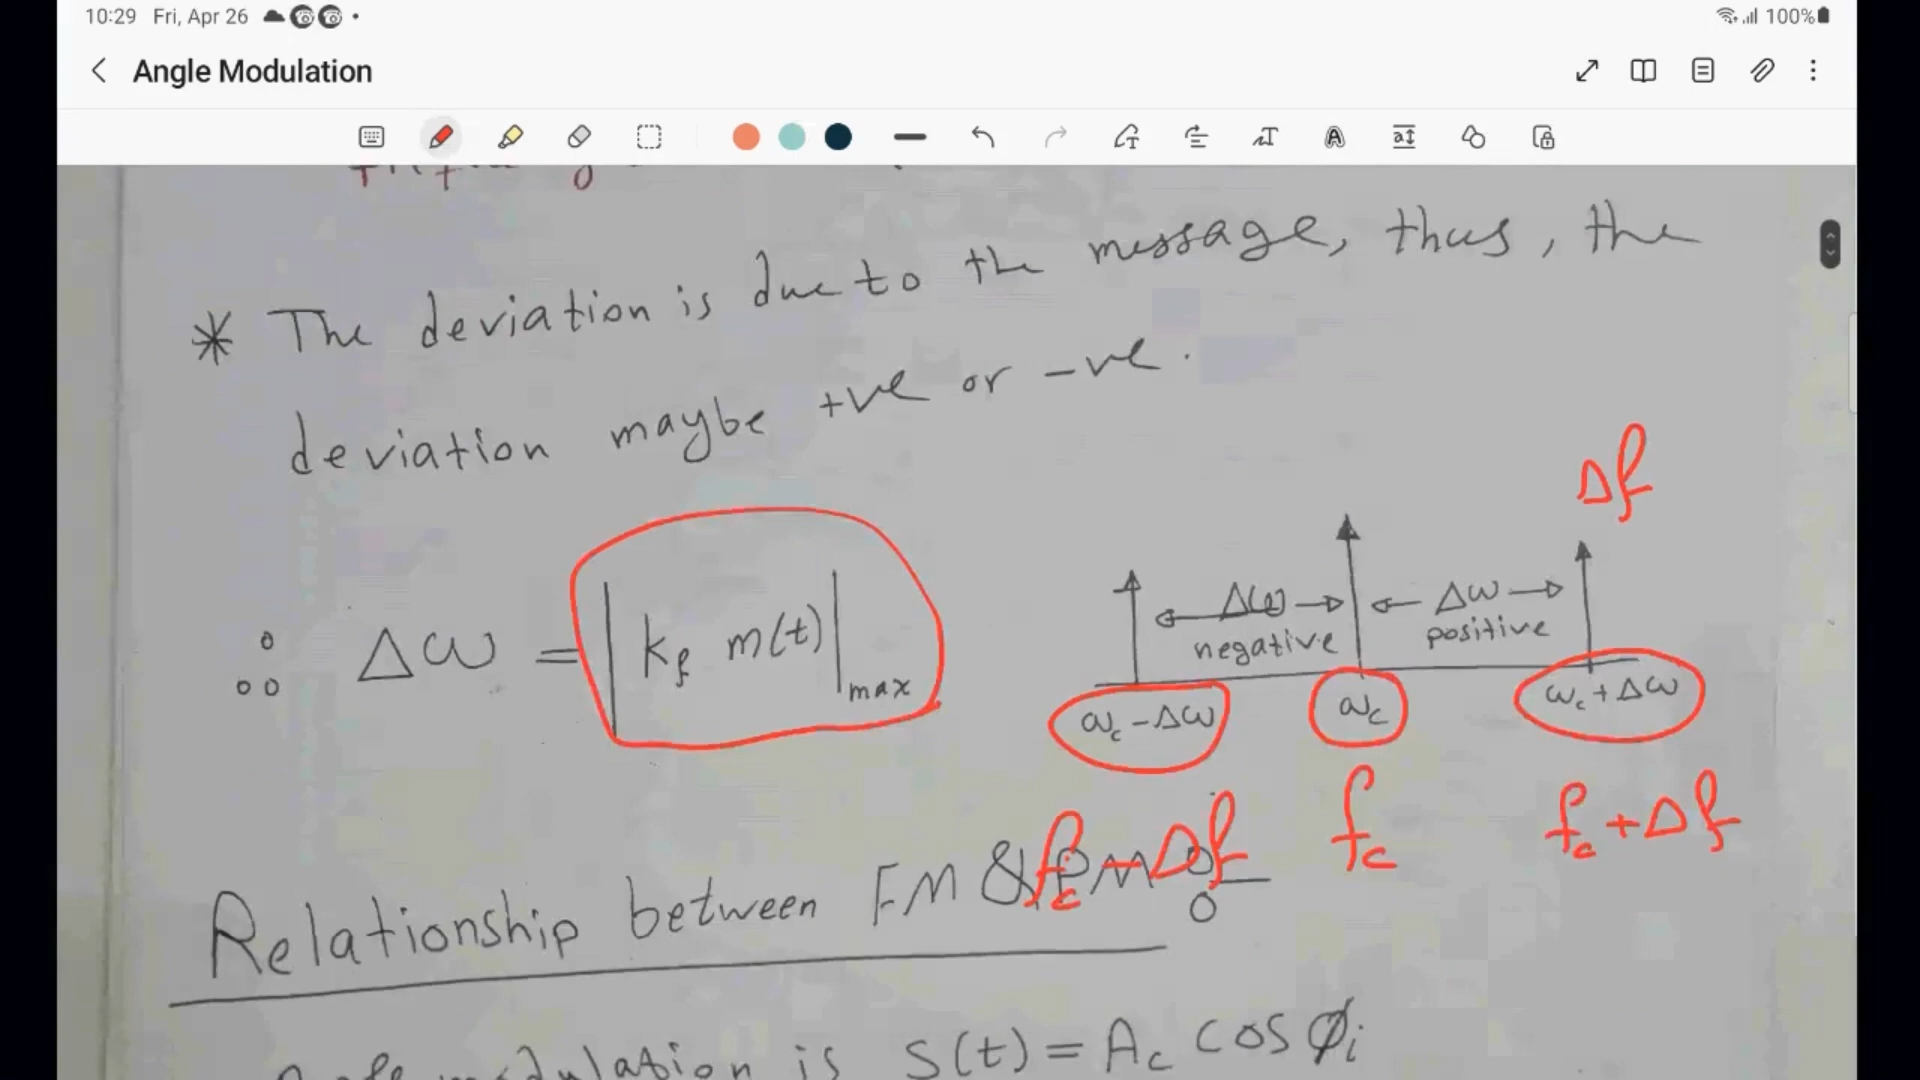 10:29 Fri, Apr 26
100%
Angle Modulation
* The deviation is due to the message, thus, the
deviation maybe +ve or -ve.
Δf
∴ Δω = |k_f m(t)|_max
Δω negative
Δω positive
ω_c - Δω
ω_c
ω_c + Δω
f_c - Δf
f_c
f_c + Δf
Relationship between FM & PM :-
modulation is S(t) = A_c cos φ_i